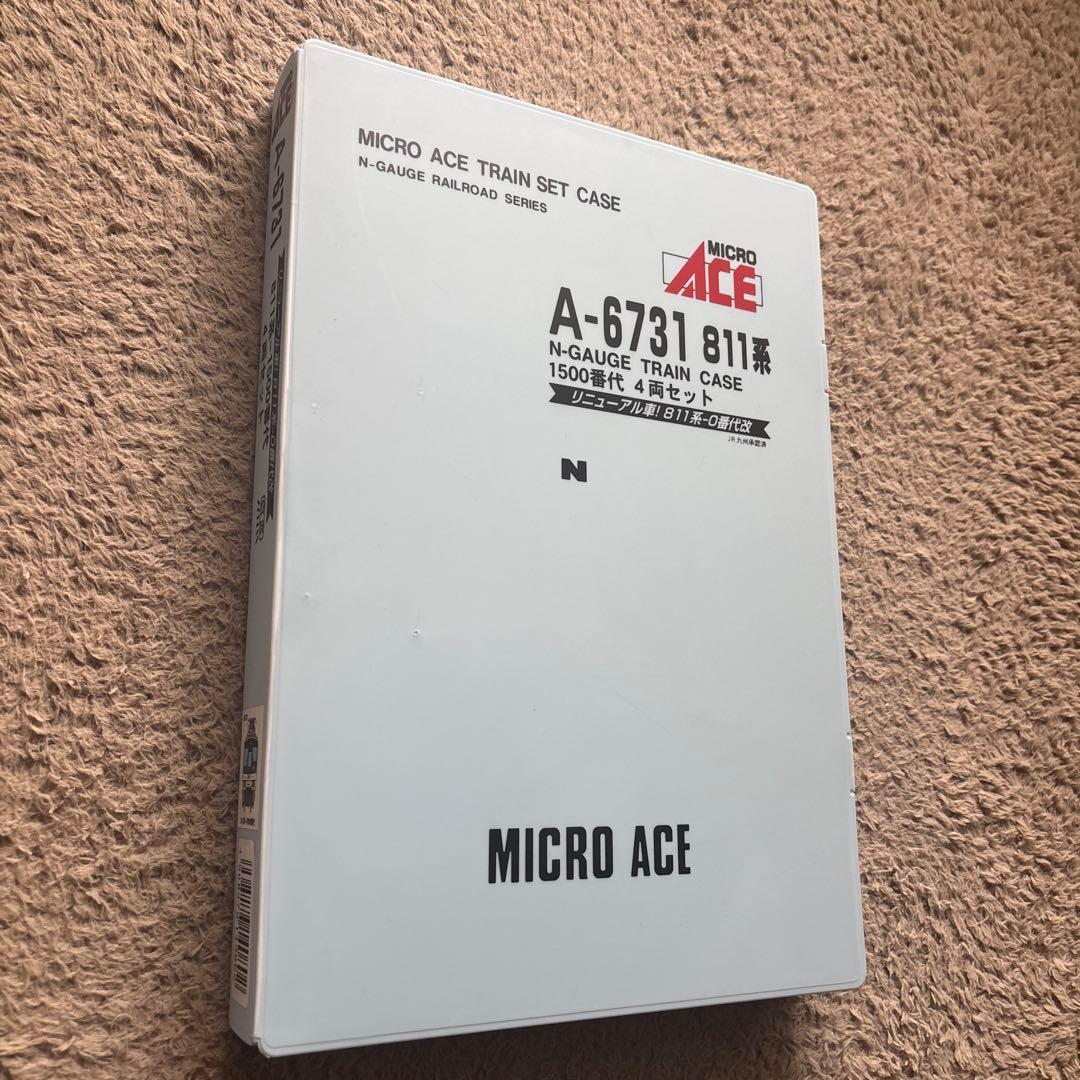 MICRO ACE TRAIN SET CASE
N-GAUGE RAILROAD SERIES
MICRO
ACE
A-6731 811系
N-GAUGE TRAIN CASE
1500番代 4両セット
リニューアル車! 811系-0番代改
JR九州承認済
N
MICRO ACE
A-6731